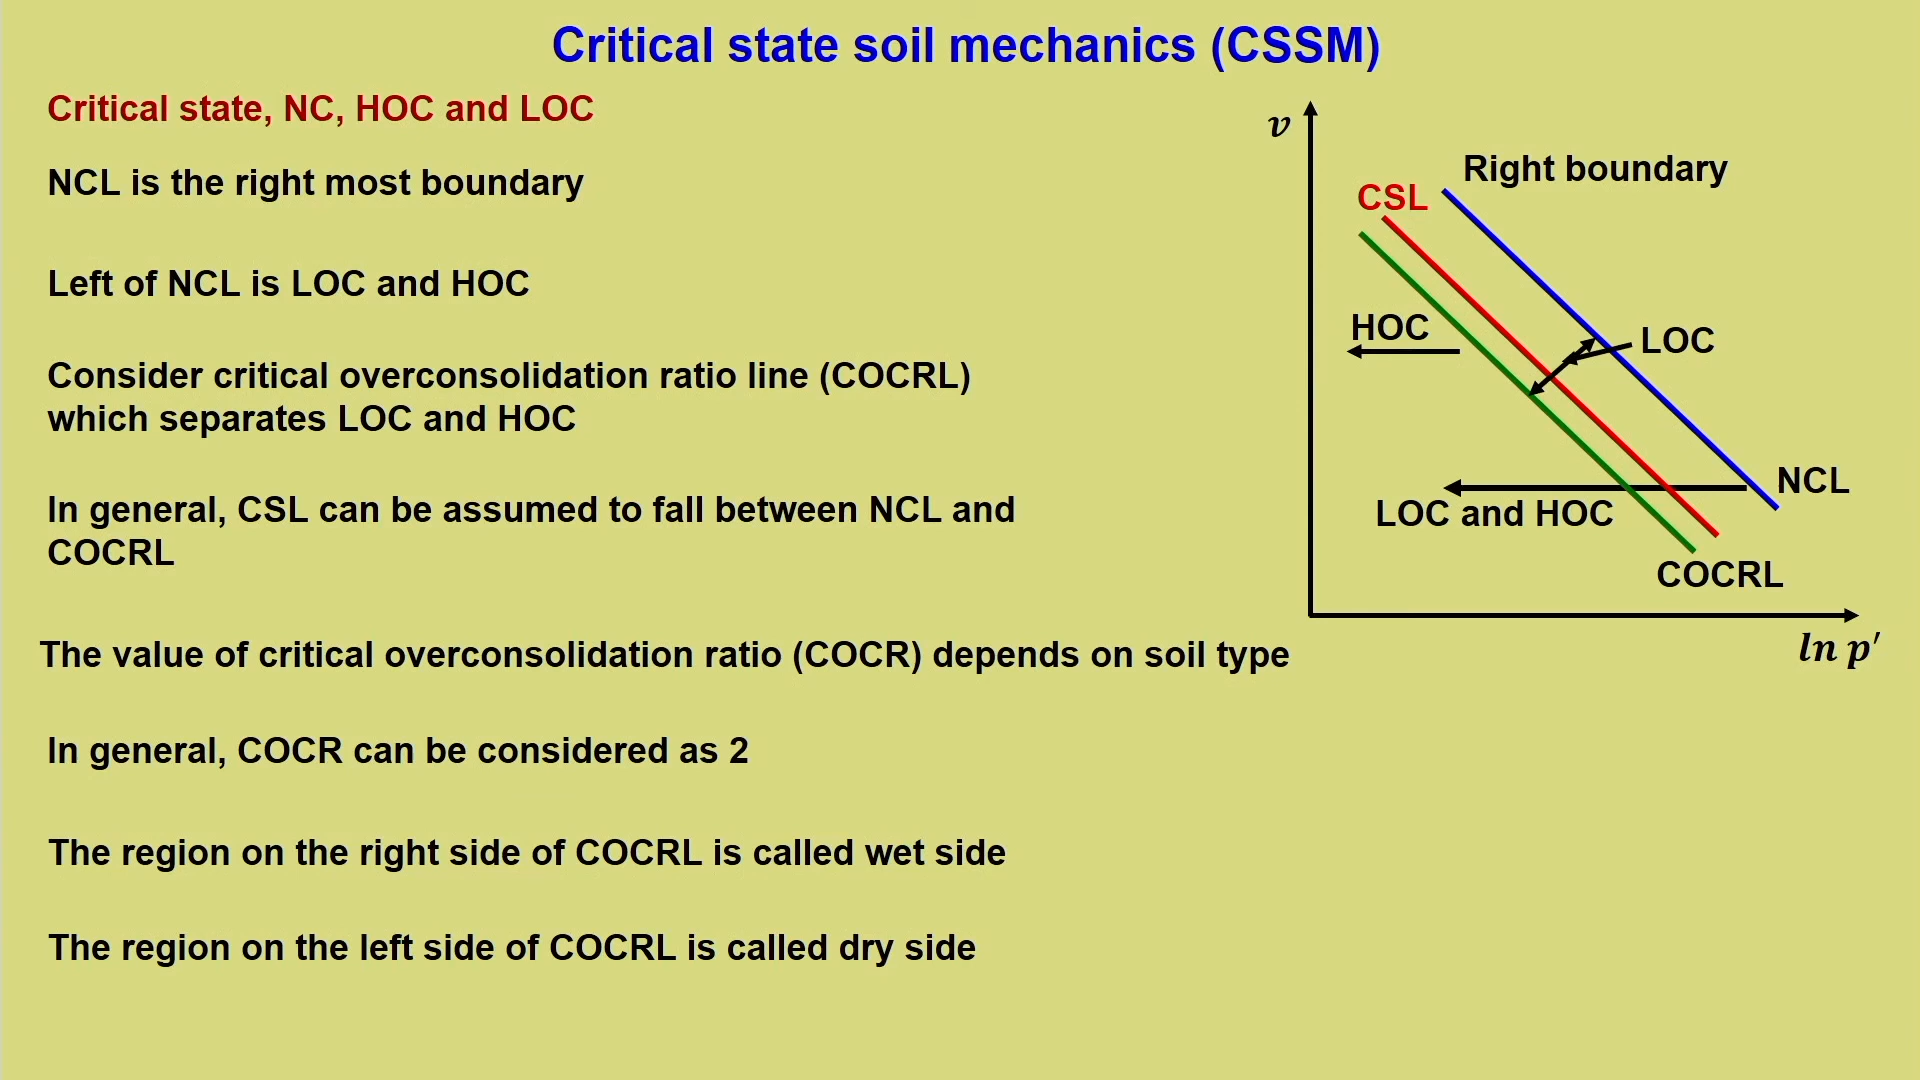 Critical state soil mechanics (CSSM)
Critical state, NC, HOC and LOC
NCL is the right most boundary
Left of NCL is LOC and HOC
Consider critical overconsolidation ratio line (COCRL)
which separates LOC and HOC
In general, CSL can be assumed to fall between NCL and
COCRL
The value of critical overconsolidation ratio (COCR) depends on soil type
In general, COCR can be considered as 2
The region on the right side of COCRL is called wet side
The region on the left side of COCRL is called dry side
v
Right boundary
CSL
HOC
LOC
NCL
LOC and HOC
COCRL
ln p′